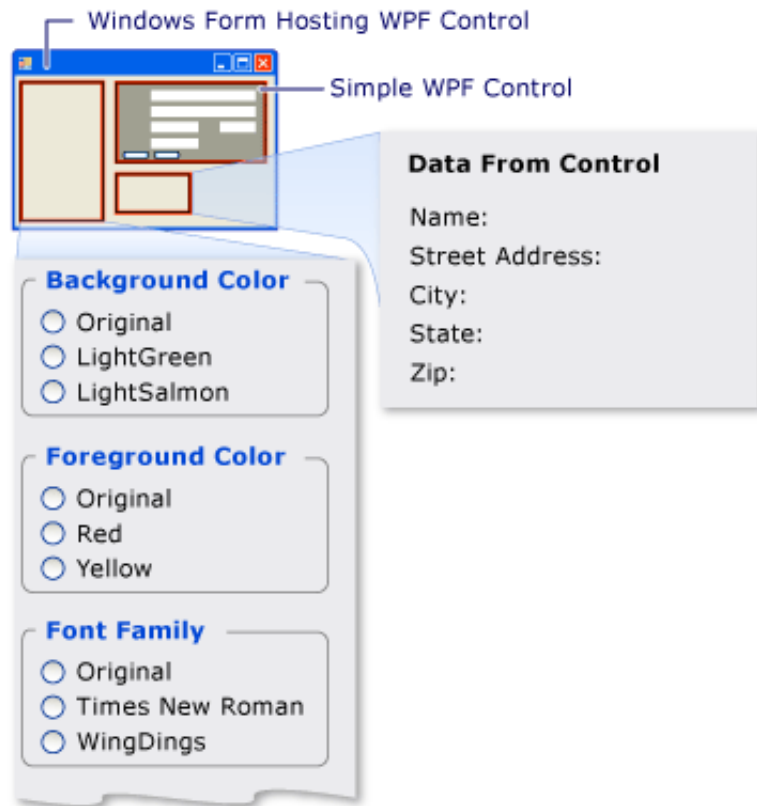 Windows Form Hosting WPF Control
Simple WPF Control
Data From Control
Name:
Street Address:
City:
State:
Zip:
Background Color
Original
LightGreen
LightSalmon
Foreground Color
Original
Red
Yellow
Font Family
Original
Times New Roman
WingDings